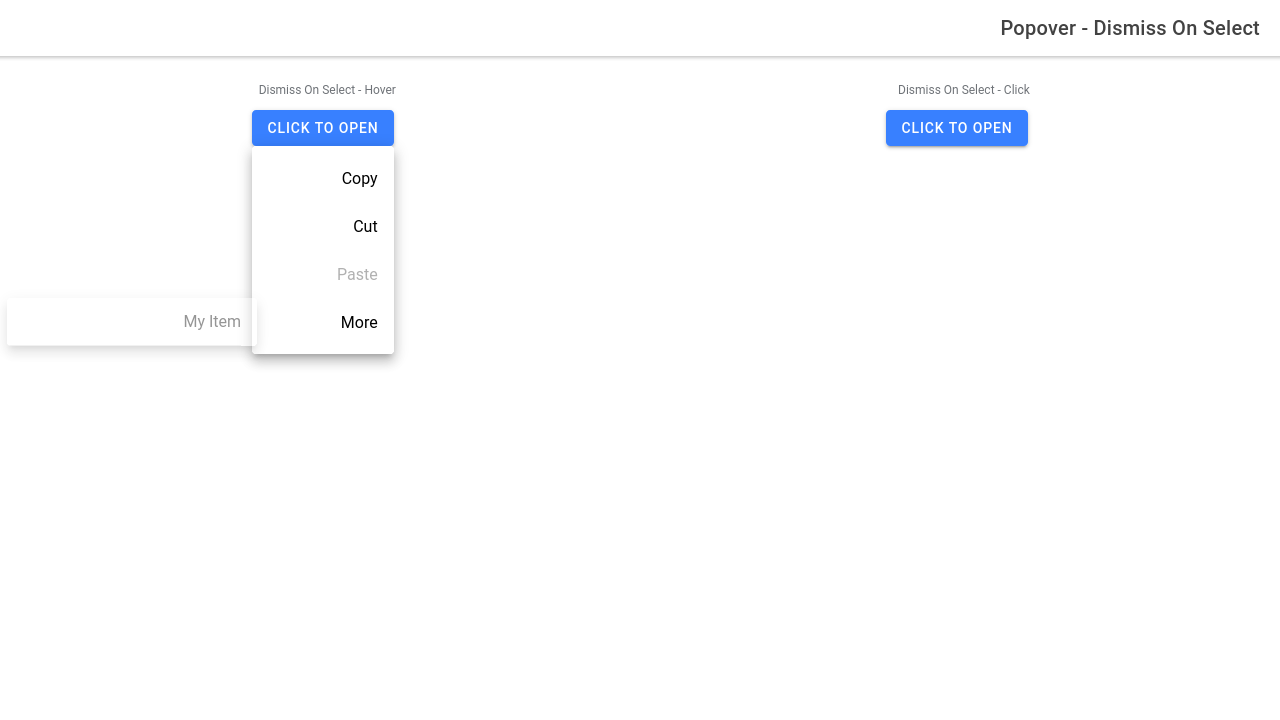 Popover - Dismiss On Select
Dismiss On Select - Hover
CLICK TO OPEN
Copy
Cut
Paste
More
My Item
Dismiss On Select - Click
CLICK TO OPEN